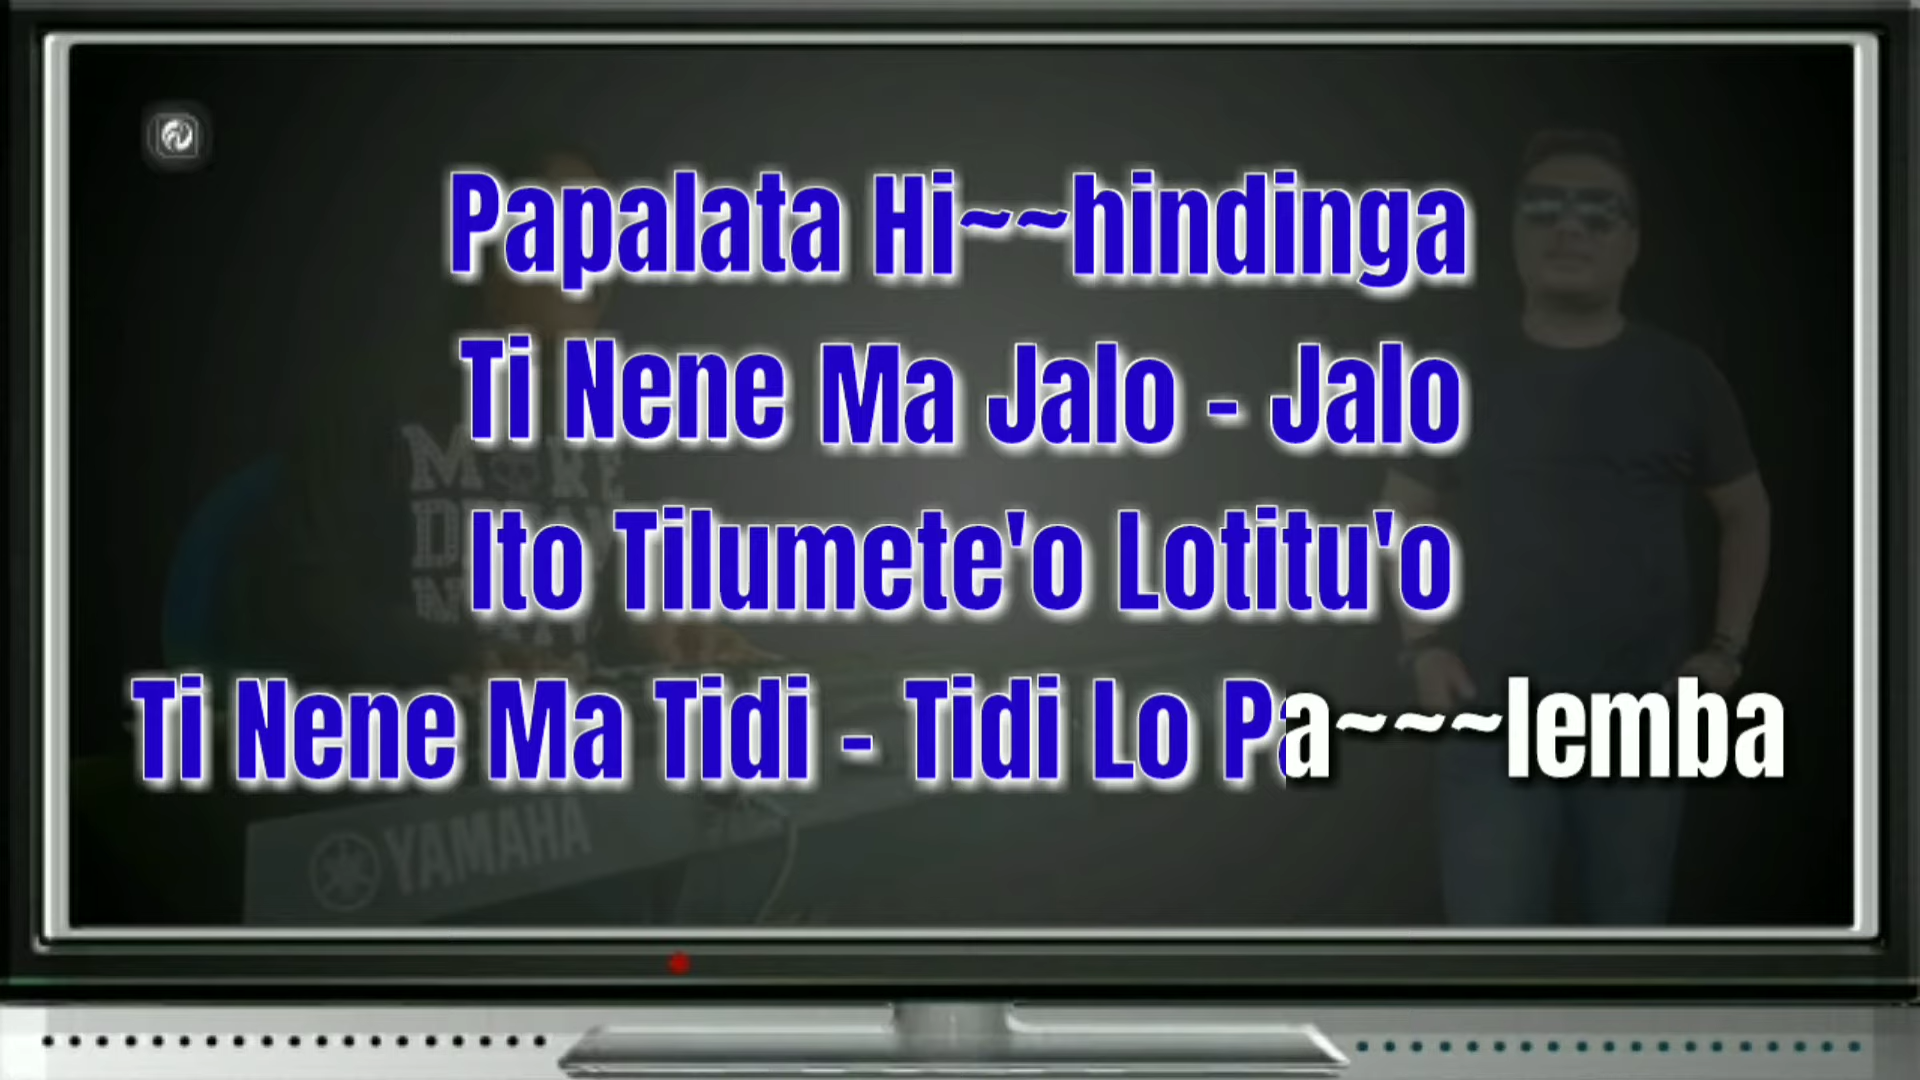 Papalata Hi~~hindinga
Ti Nene Ma Jalo - Jalo
Ito Tilumete'o Lotitu'o
Ti Nene Ma Tidi - Tidi Lo Pa~~~lemba
YAMAHA